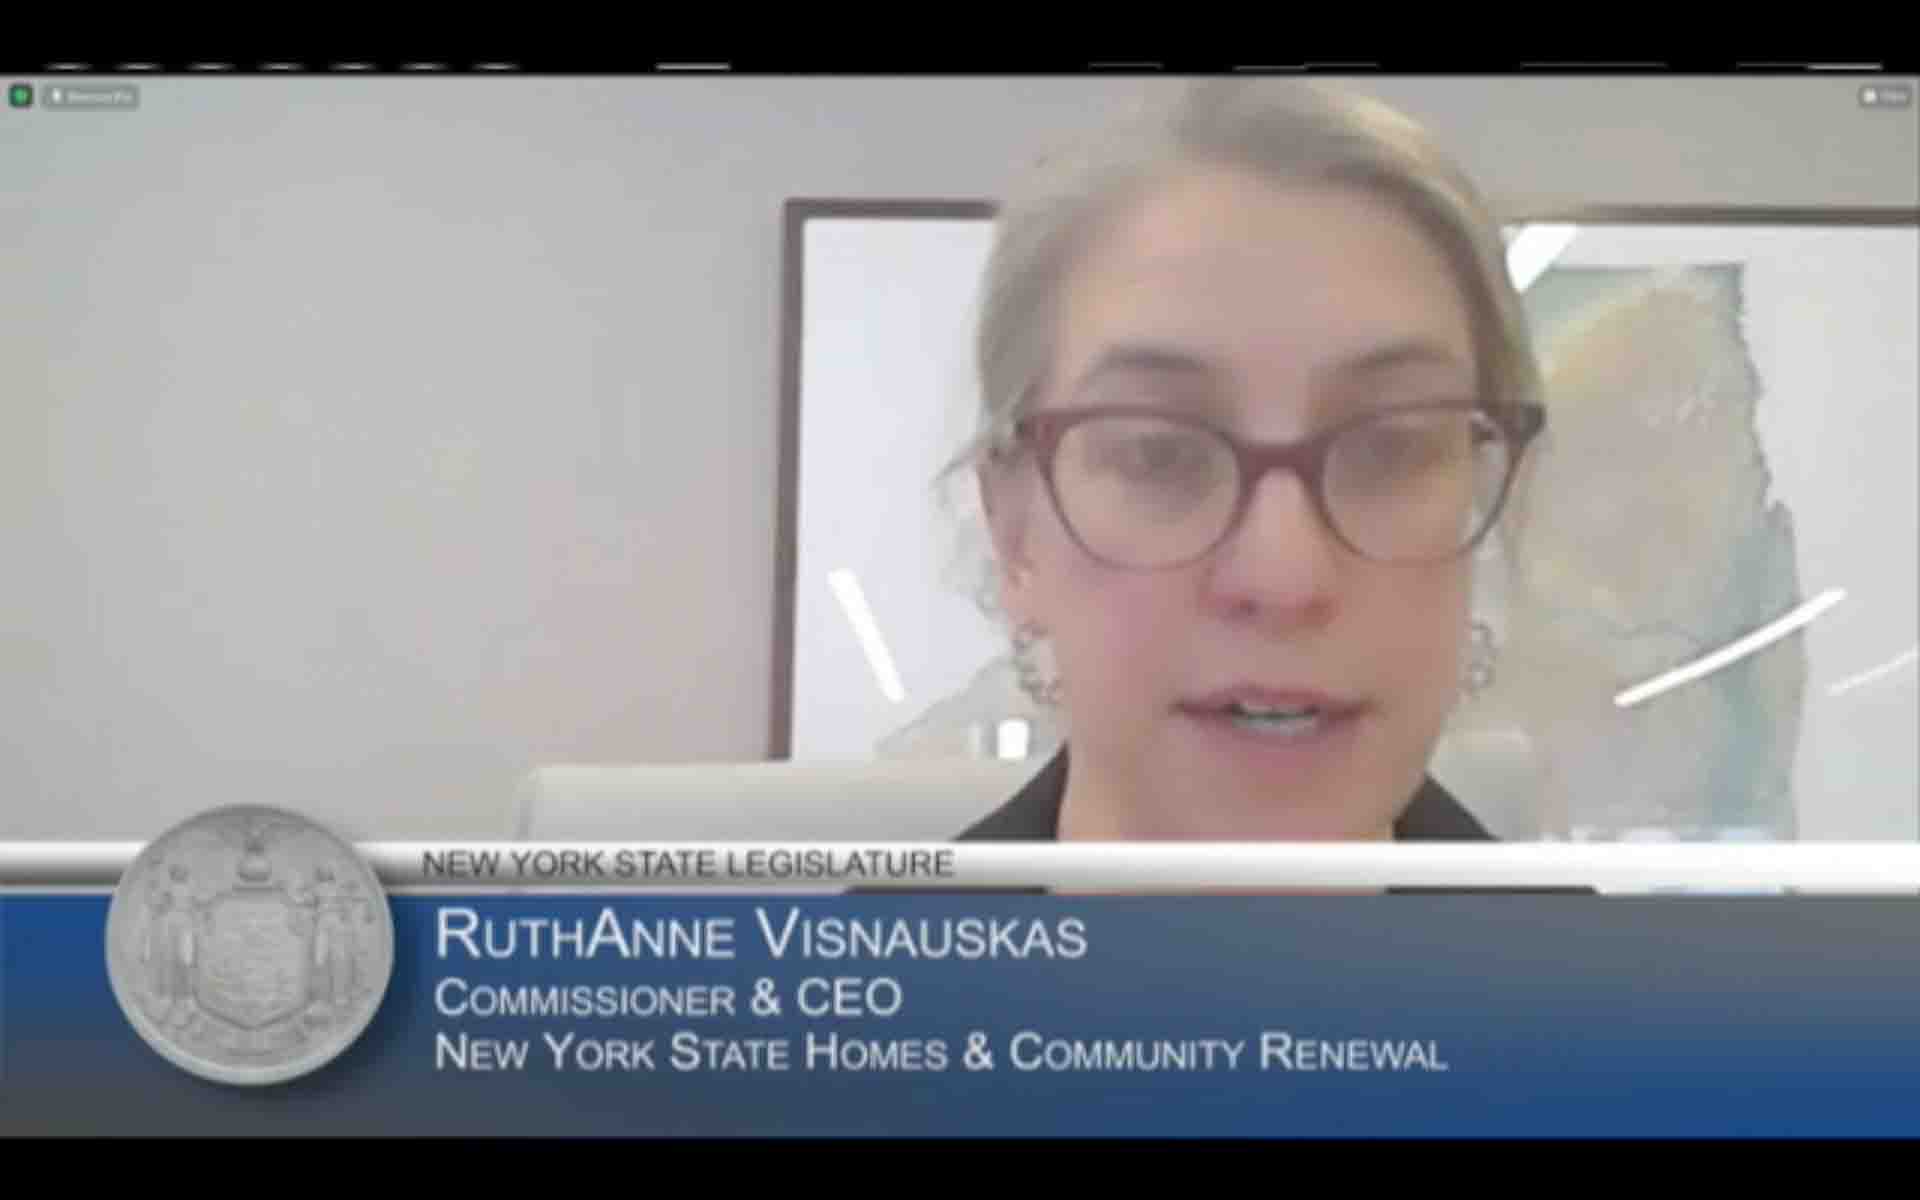 NEW YORK STATE LEGISLATURE
RUTHANNE VISNAUSKAS
COMMISSIONER & CEO
NEW YORK STATE HOMES & COMMUNITY RENEWAL